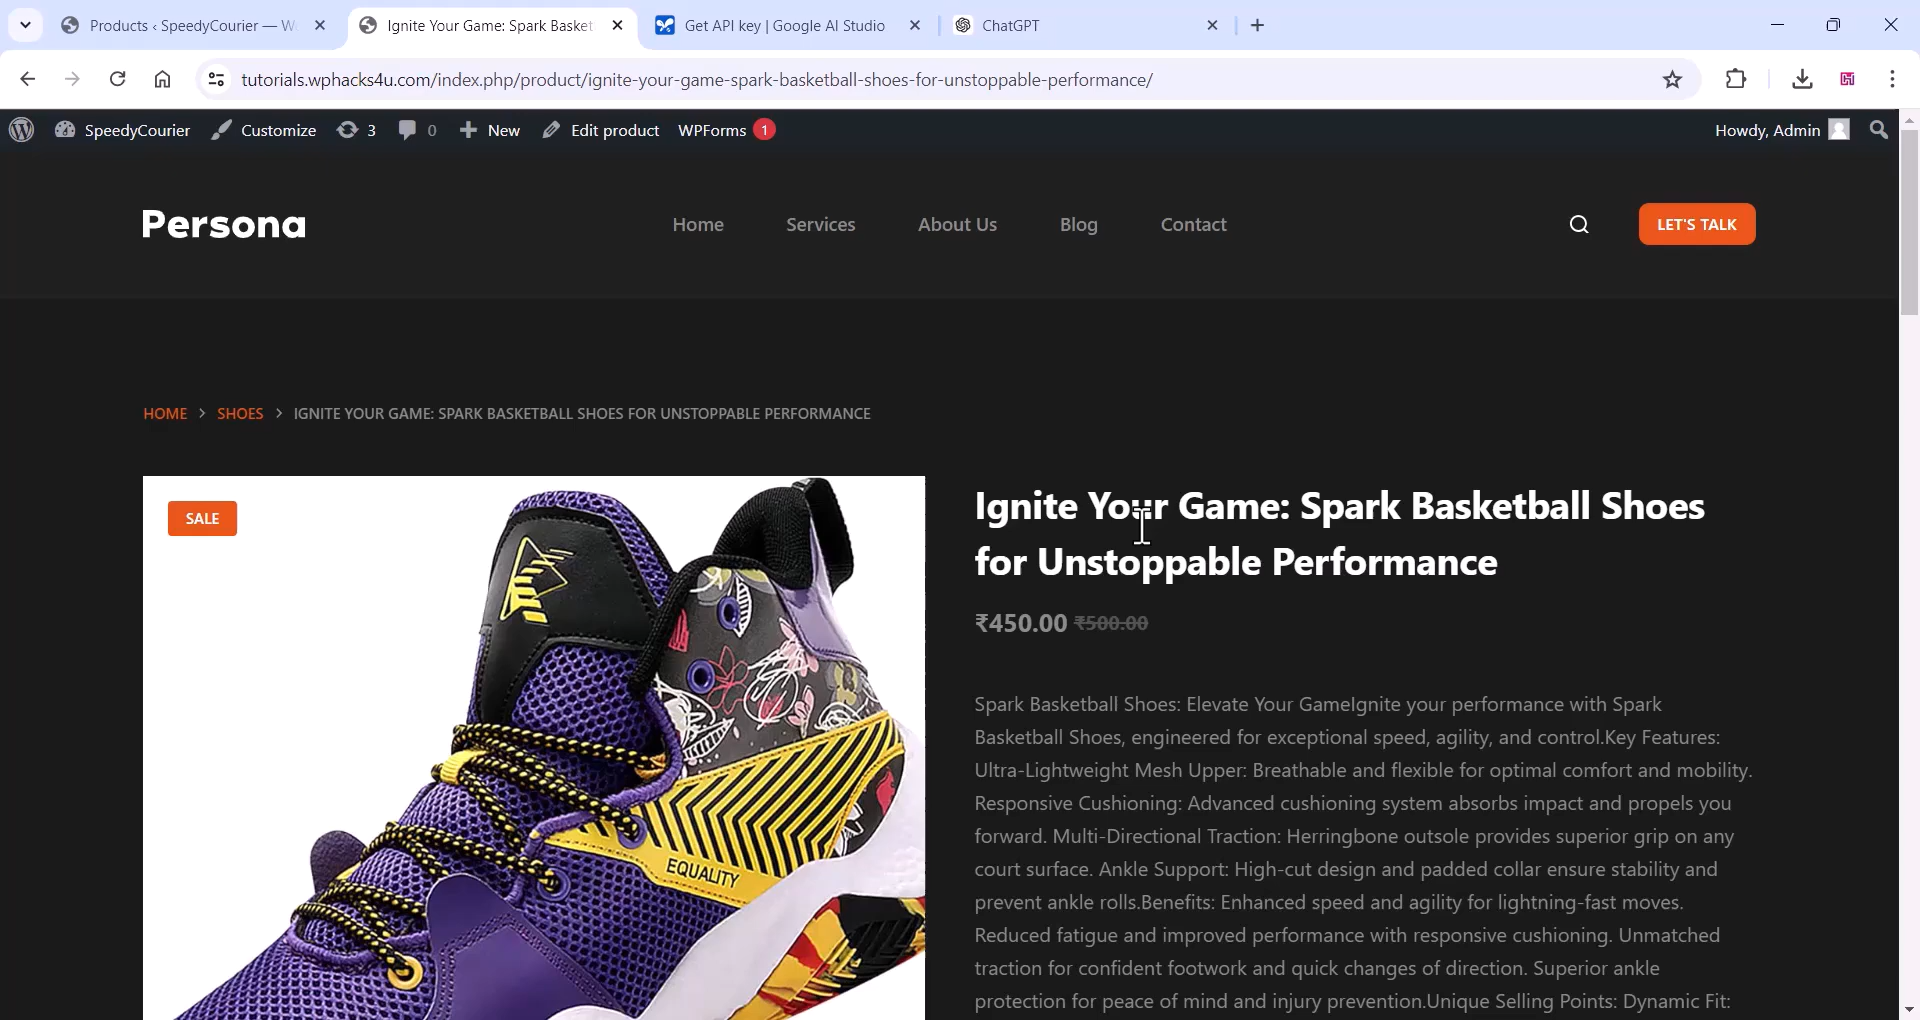 Products ‹ SpeedyCourier — W
Ignite Your Game: Spark Basket
Get API key | Google AI Studio
ChatGPT
tutorials.wphacks4u.com/index.php/product/ignite-your-game-spark-basketball-shoes-for-unstoppable-performance/
SpeedyCourier
Customize
3
0
New
Edit product
WPForms 1
Howdy, Admin
Persona
Home
Services
About Us
Blog
Contact
LET'S TALK
HOME > SHOES > IGNITE YOUR GAME: SPARK BASKETBALL SHOES FOR UNSTOPPABLE PERFORMANCE
SALE
EQUALITY
Ignite Your Game: Spark Basketball Shoes
for Unstoppable Performance
₹450.00 ₹500.00
Spark Basketball Shoes: Elevate Your GameIgnite your performance with Spark
Basketball Shoes, engineered for exceptional speed, agility, and control.Key Features:
Ultra-Lightweight Mesh Upper: Breathable and flexible for optimal comfort and mobility.
Responsive Cushioning: Advanced cushioning system absorbs impact and propels you
forward. Multi-Directional Traction: Herringbone outsole provides superior grip on any
court surface. Ankle Support: High-cut design and padded collar ensure stability and
prevent ankle rolls.Benefits: Enhanced speed and agility for lightning-fast moves.
Reduced fatigue and improved performance with responsive cushioning. Unmatched
traction for confident footwork and quick changes of direction. Superior ankle
protection for peace of mind and injury prevention.Unique Selling Points: Dynamic Fit: